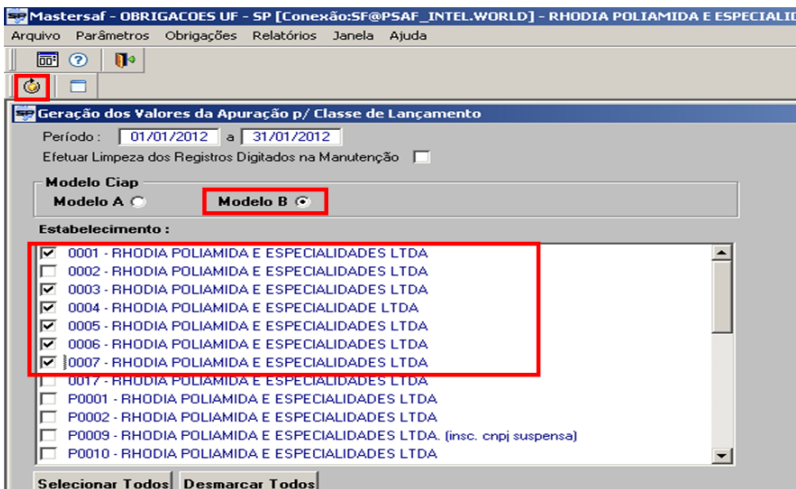 Mastersaf - OBRIGACOES UF - SP [Conexão:SF@PSAF_INTEL.WORLD] - RHODIA POLIAMIDA E ESPECIALID
Arquivo Parâmetros Obrigações Relatórios Janela Ajuda
Geração dos Valores da Apuração p/ Classe de Lançamento
Período : 01/01/2012 a 31/01/2012
Efetuar Limpeza dos Registros Digitados na Manutenção
Modelo Ciap
Modelo A Modelo B
Estabelecimento :
0001 - RHODIA POLIAMIDA E ESPECIALIDADES LTDA
0002 - RHODIA POLIAMIDA E ESPECIALIDADES LTDA
0003 - RHODIA POLIAMIDA E ESPECIALIDADES LTDA
0004 - RHODIA POLIAMIDA E ESPECIALIDADE LTDA
0005 - RHODIA POLIAMIDA E ESPECIALIDADES LTDA
0006 - RHODIA POLIAMIDA E ESPECIALIDADES LTDA
0007 - RHODIA POLIAMIDA E ESPECIALIDADES LTDA
0017 - RHODIA POLIAMIDA E ESPECIALIDADES LTDA
P0001 - RHODIA POLIAMIDA E ESPECIALIDADES LTDA
P0002 - RHODIA POLIAMIDA E ESPECIALIDADES LTDA
P0009 - RHODIA POLIAMIDA E ESPECIALIDADES LTDA. (insc. cnpj suspensa)
P0010 - RHODIA POLIAMIDA E ESPECIALIDADES LTDA
Selecionar Todos Desmarcar Todos